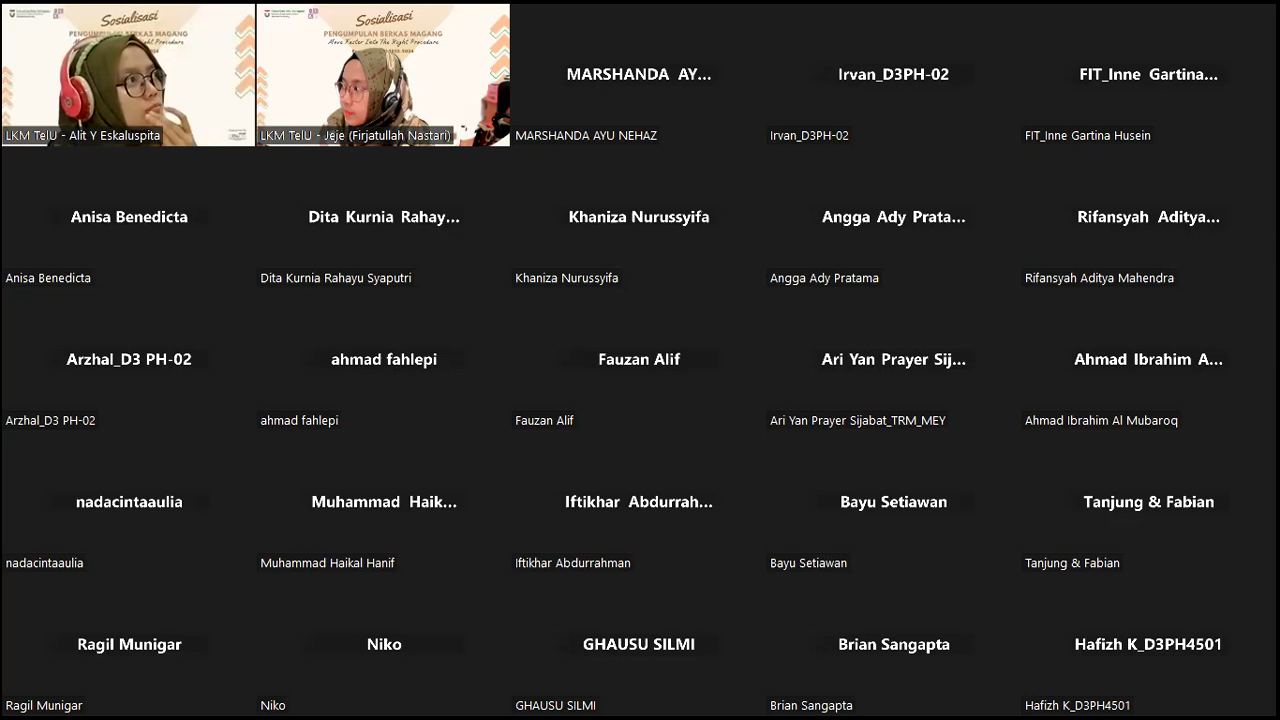 Sosialisasi
PENGUMPULAN BERKAS MAGANG
LKM TelU - Alit Y Eskaluspita
Sosialisasi
PENGUMPULAN BERKAS MAGANG
Move Faster Into The Right Procedure
LKM TelU - Jeje (Firjatullah Nastari)
MARSHANDA AY...
MARSHANDA AYU NEHAZ
Irvan_D3PH-02
Irvan_D3PH-02
FIT_Inne Gartina...
FIT_Inne Gartina Husein
Anisa Benedicta
Anisa Benedicta
Dita Kurnia Rahay...
Dita Kurnia Rahayu Syaputri
Khaniza Nurussyifa
Khaniza Nurussyifa
Angga Ady Prata...
Angga Ady Pratama
Rifansyah Aditya...
Rifansyah Aditya Mahendra
Arzhal_D3 PH-02
Arzhal_D3 PH-02
ahmad fahlepi
ahmad fahlepi
Fauzan Alif
Fauzan Alif
Ari Yan Prayer Sij...
Ari Yan Prayer Sijabat_TRM_MEY
Ahmad Ibrahim A...
Ahmad Ibrahim Al Mubaroq
nadacintaaulia
nadacintaaulia
Muhammad Haik...
Muhammad Haikal Hanif
Iftikhar Abdurrah...
Iftikhar Abdurrahman
Bayu Setiawan
Bayu Setiawan
Tanjung & Fabian
Tanjung & Fabian
Ragil Munigar
Ragil Munigar
Niko
Niko
GHAUSU SILMI
GHAUSU SILMI
Brian Sangapta
Brian Sangapta
Hafizh K_D3PH4501
Hafizh K_D3PH4501